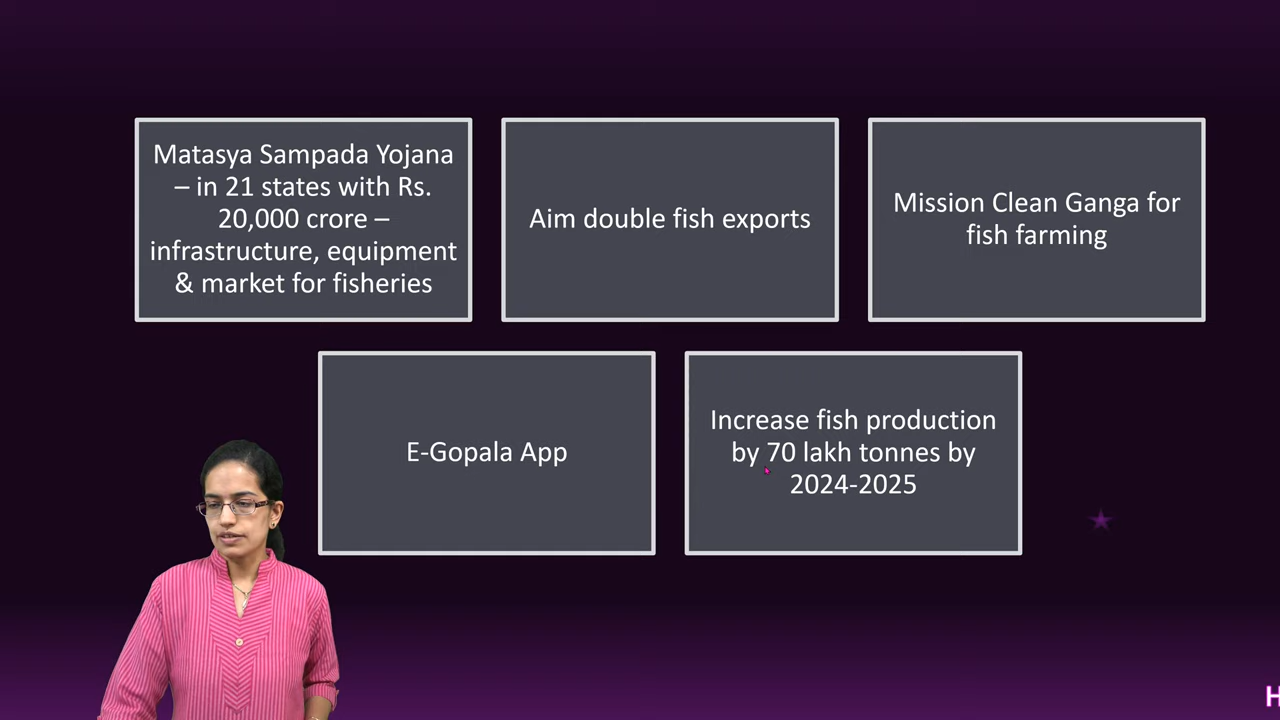 Matasya Sampada Yojana
– in 21 states with Rs.
20,000 crore –
infrastructure, equipment
& market for fisheries
Aim double fish exports
Mission Clean Ganga for
fish farming
E-Gopala App
Increase fish production
by 70 lakh tonnes by
2024-2025
H